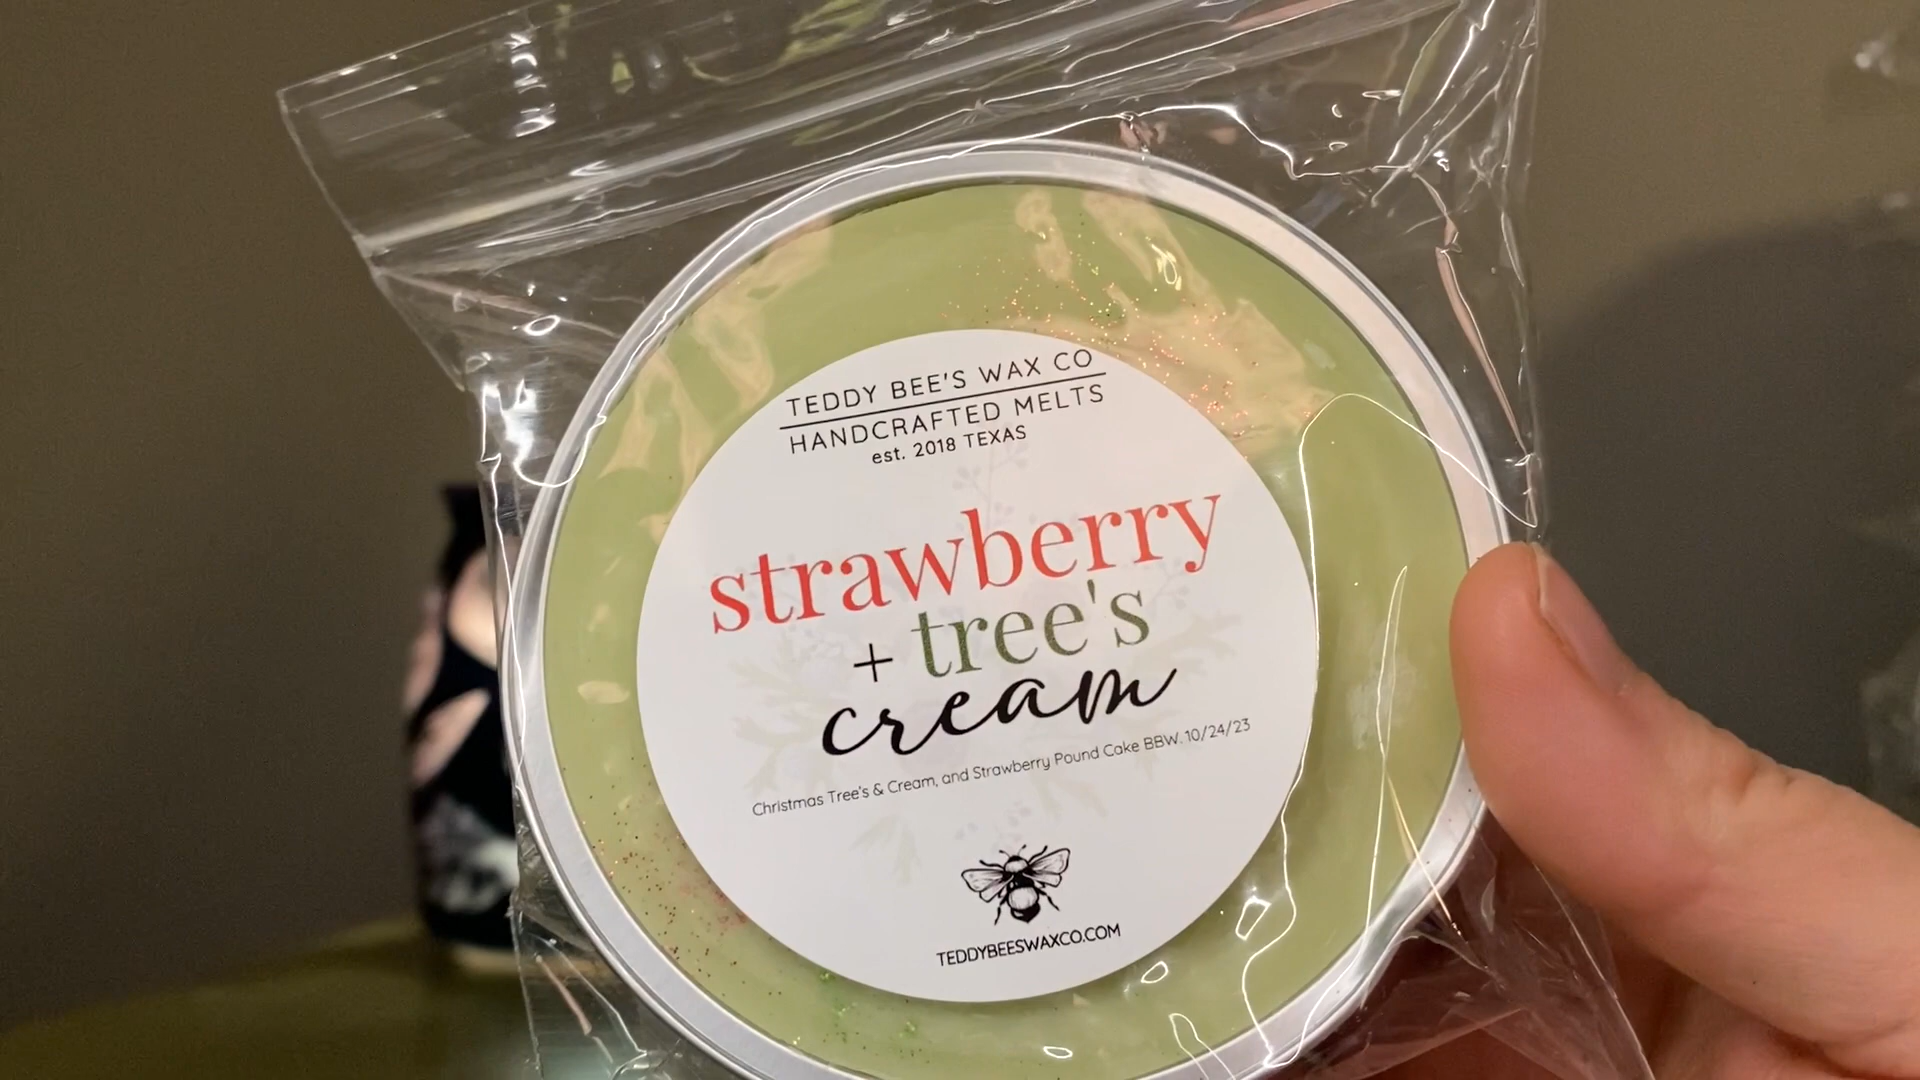 TEDDY BEE'S WAX CO
HANDCRAFTED MELTS
est. 2018 TEXAS
strawberry
+ tree's
cream
Christmas Tree's & Cream, and Strawberry Pound Cake BBW. 10/24/23
TEDDYBEESWAXCO.COM